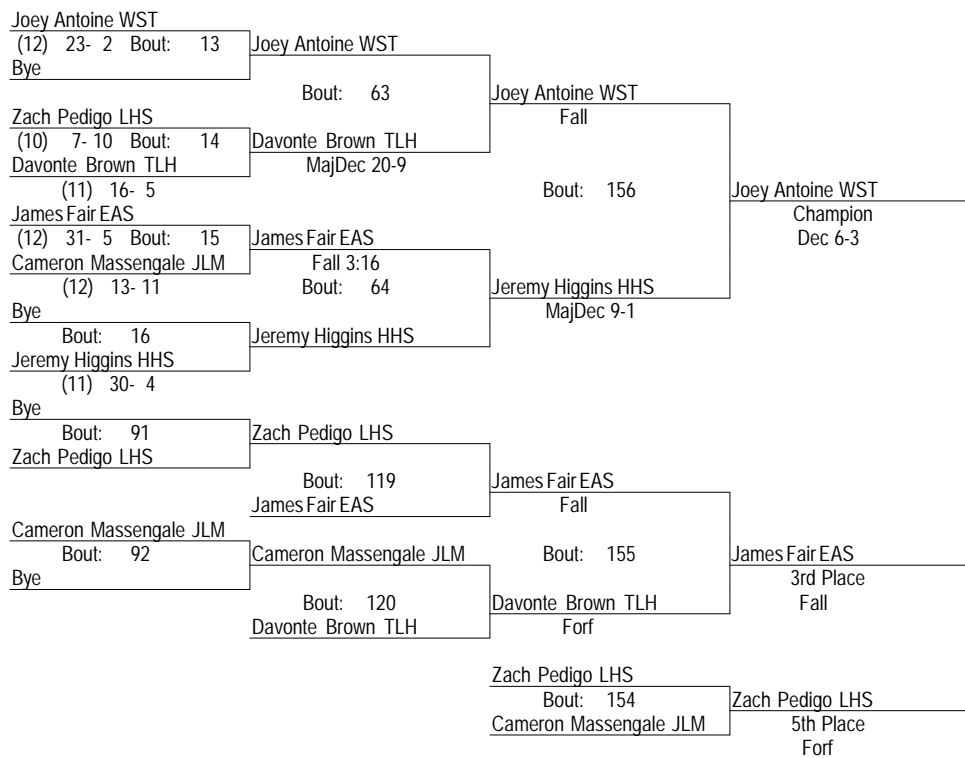 Joey Antoine WST
(12) 23- 2 Bout: 13
Bye
Joey Antoine WST
Bout: 63
Zach Pedigo LHS
(10) 7- 10 Bout: 14
Davonte Brown TLH
(11) 16- 5
Davonte Brown TLH
MajDec 20-9
Joey Antoine WST
Fall
Bout: 156
James Fair EAS
(12) 31- 5 Bout: 15
Cameron Massengale JLM
(12) 13- 11
James Fair EAS
Fall 3:16
Bout: 64
Bye
Bout: 16
Jeremy Higgins HHS
(11) 30- 4
Jeremy Higgins HHS
Jeremy Higgins HHS
MajDec 9-1
Joey Antoine WST
Champion
Dec 6-3
Bye
Bout: 91
Zach Pedigo LHS
Zach Pedigo LHS
Bout: 119
James Fair EAS
James Fair EAS
Fall
Bout: 155
Cameron Massengale JLM
Bout: 92
Bye
Cameron Massengale JLM
Bout: 120
Davonte Brown TLH
Davonte Brown TLH
Forf
James Fair EAS
3rd Place
Fall
Zach Pedigo LHS
Bout: 154
Cameron Massengale JLM
Zach Pedigo LHS
5th Place
Forf